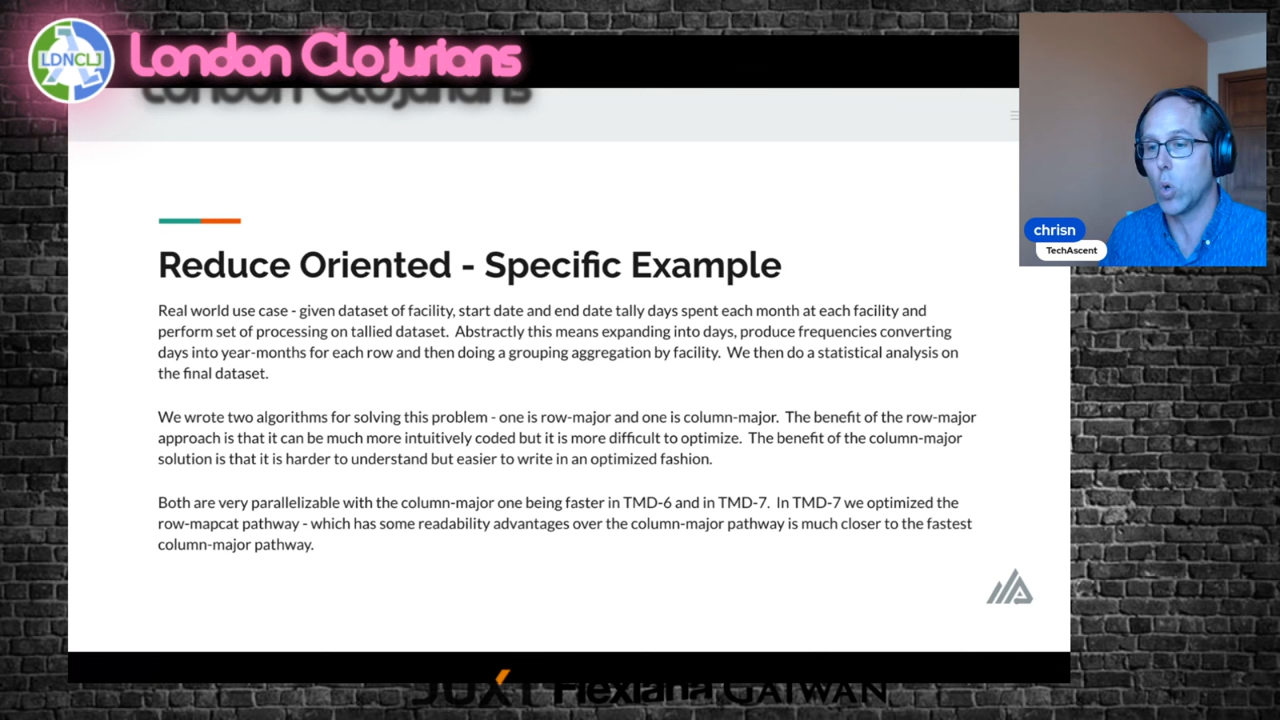 LDNCLJ
London Clojurians
chrisn
TechAscent
Reduce Oriented - Specific Example
Real world use case - given dataset of facility, start date and end date tally days spent each month at each facility and
perform set of processing on tallied dataset. Abstractly this means expanding into days, produce frequencies converting
days into year-months for each row and then doing a grouping aggregation by facility. We then do a statistical analysis on
the final dataset.
We wrote two algorithms for solving this problem - one is row-major and one is column-major. The benefit of the row-major
approach is that it can be much more intuitively coded but it is more difficult to optimize. The benefit of the column-major
solution is that it is harder to understand but easier to write in an optimized fashion.
Both are very parallelizable with the column-major one being faster in TMD-6 and in TMD-7. In TMD-7 we optimized the
row-mapcat pathway - which has some readability advantages over the column-major pathway is much closer to the fastest
column-major pathway.
JUXT Flexiana GAIWAN